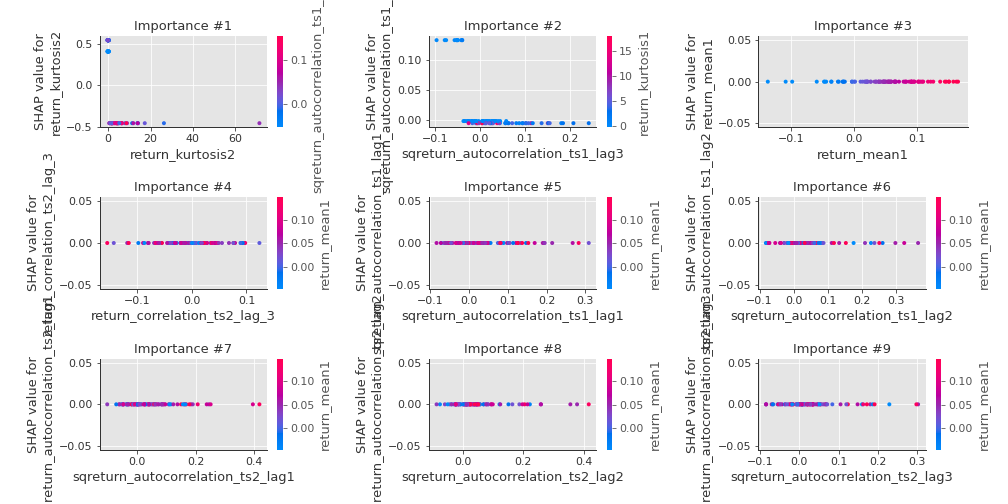 Importance #1
SHAP value for
return_kurtosis2
0.5
0.0
−0.5
0
20
40
60
return_kurtosis2
0.1
0.0
Importance #2
SHAP value for
0.10
0.05
0.00
−0.1
0.0
0.1
0.2
sqreturn_autocorrelation_ts1_lag3
15
10
5
0
return_kurtosis1
Importance #3
SHAP value for
return_mean1
0.05
0.00
−0.05
−0.1
0.0
0.1
return_mean1
Importance #4
SHAP value for
return_correlation_ts2_lag_3
0.05
0.00
−0.05
−0.1
0.0
0.1
return_correlation_ts2_lag_3
0.10
0.05
0.00
return_mean1
Importance #5
SHAP value for
sqreturn_autocorrelation_ts1_lag1
0.05
0.00
−0.05
−0.1
0.0
0.1
0.2
0.3
sqreturn_autocorrelation_ts1_lag1
0.10
0.05
0.00
return_mean1
Importance #6
SHAP value for
sqreturn_autocorrelation_ts1_lag2
0.05
0.00
−0.05
−0.1
0.0
0.1
0.2
0.3
sqreturn_autocorrelation_ts1_lag2
0.10
0.05
0.00
return_mean1
Importance #7
SHAP value for
0.05
0.00
−0.05
0.0
0.2
0.4
sqreturn_autocorrelation_ts2_lag1
0.10
0.05
0.00
return_mean1
Importance #8
SHAP value for
0.05
0.00
−0.05
0.0
0.2
0.4
sqreturn_autocorrelation_ts2_lag2
0.10
0.05
0.00
return_mean1
Importance #9
SHAP value for
0.05
0.00
−0.05
−0.1
0.0
0.1
0.2
0.3
sqreturn_autocorrelation_ts2_lag3
0.10
0.05
0.00
return_mean1